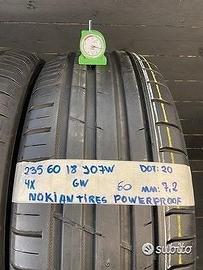 235 60 18 107W DOT:20
4X GW 60 mm: 7,2
NOKIAN TIRES POWERPROOF
subito